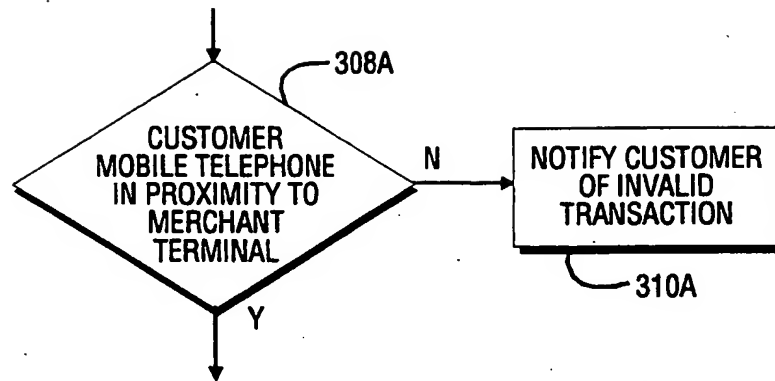 308A
CUSTOMER
MOBILE TELEPHONE
IN PROXIMITY TO
MERCHANT
TERMINAL
N
NOTIFY CUSTOMER
OF INVALID
TRANSACTION
310A
Y